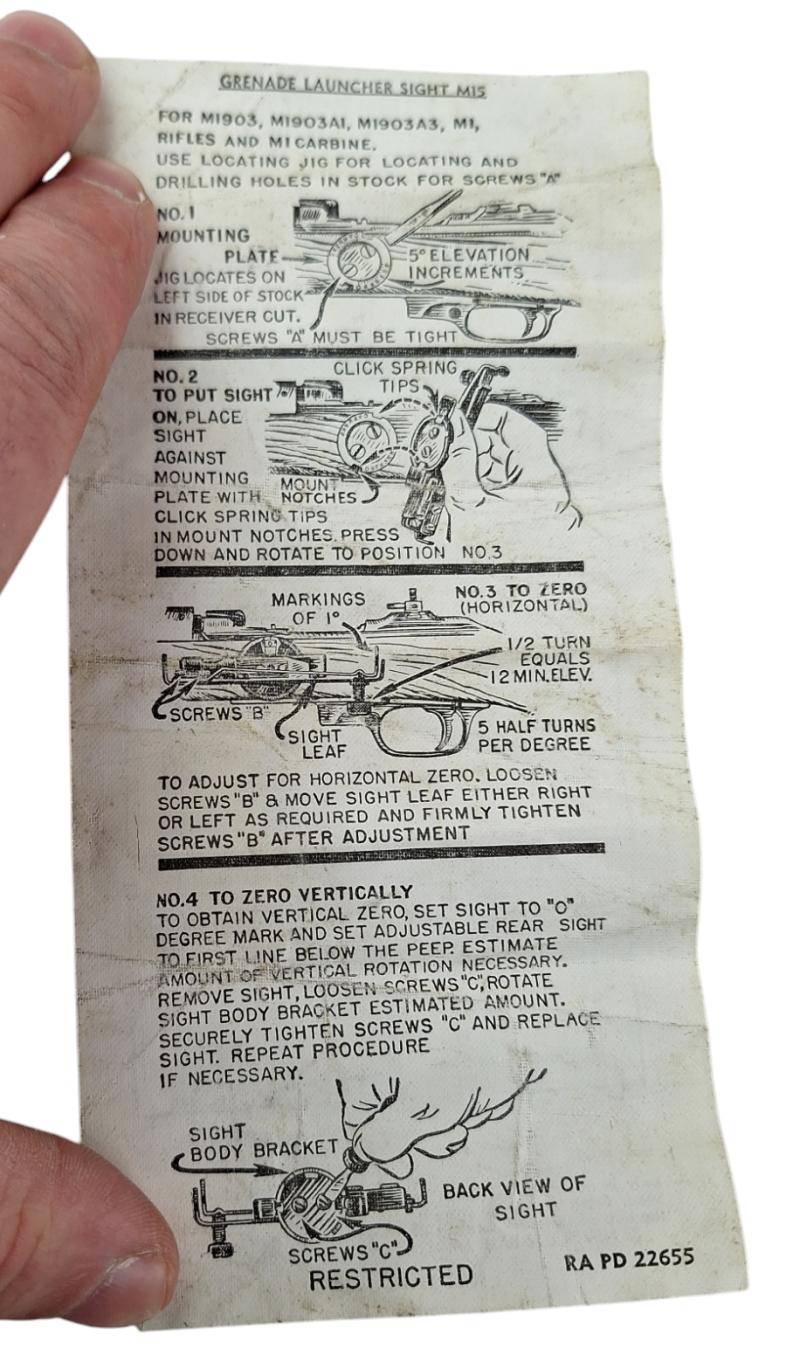 GRENADE LAUNCHER SIGHT M15
FOR M1903, M1903A1, M1903A3, M1,
RIFLES AND M1 CARBINE.
USE LOCATING JIG FOR LOCATING AND
DRILLING HOLES IN STOCK FOR SCREWS "A"
NO. 1
MOUNTING
PLATE
JIG LOCATES ON
LEFT SIDE OF STOCK
IN RECEIVER CUT.
5° ELEVATION
INCREMENTS
SCREWS "A" MUST BE TIGHT
NO. 2
TO PUT SIGHT
ON, PLACE
SIGHT
AGAINST
MOUNTING
PLATE WITH
CLICK SPRING TIPS
IN MOUNT NOTCHES. PRESS
DOWN AND ROTATE TO POSITION NO.3
CLICK SPRING
TIPS
MOUNT
NOTCHES
MARKINGS
OF 1°
NO.3 TO ZERO
(HORIZONTAL)
1/2 TURN
EQUALS
12 MIN. ELEV.
SCREWS "B"
SIGHT
LEAF
5 HALF TURNS
PER DEGREE
TO ADJUST FOR HORIZONTAL ZERO. LOOSEN
SCREWS "B" & MOVE SIGHT LEAF EITHER RIGHT
OR LEFT AS REQUIRED AND FIRMLY TIGHTEN
SCREWS "B" AFTER ADJUSTMENT
NO.4 TO ZERO VERTICALLY
TO OBTAIN VERTICAL ZERO, SET SIGHT TO "O"
DEGREE MARK AND SET ADJUSTABLE REAR SIGHT
TO FIRST LINE BELOW THE PEEP. ESTIMATE
AMOUNT OF VERTICAL ROTATION NECESSARY.
REMOVE SIGHT, LOOSEN SCREWS "C", ROTATE
SIGHT BODY BRACKET ESTIMATED AMOUNT.
SECURELY TIGHTEN SCREWS "C" AND REPLACE
SIGHT. REPEAT PROCEDURE
IF NECESSARY.
SIGHT
BODY BRACKET
BACK VIEW OF
SIGHT
SCREWS "C"
RESTRICTED
RA PD 22655